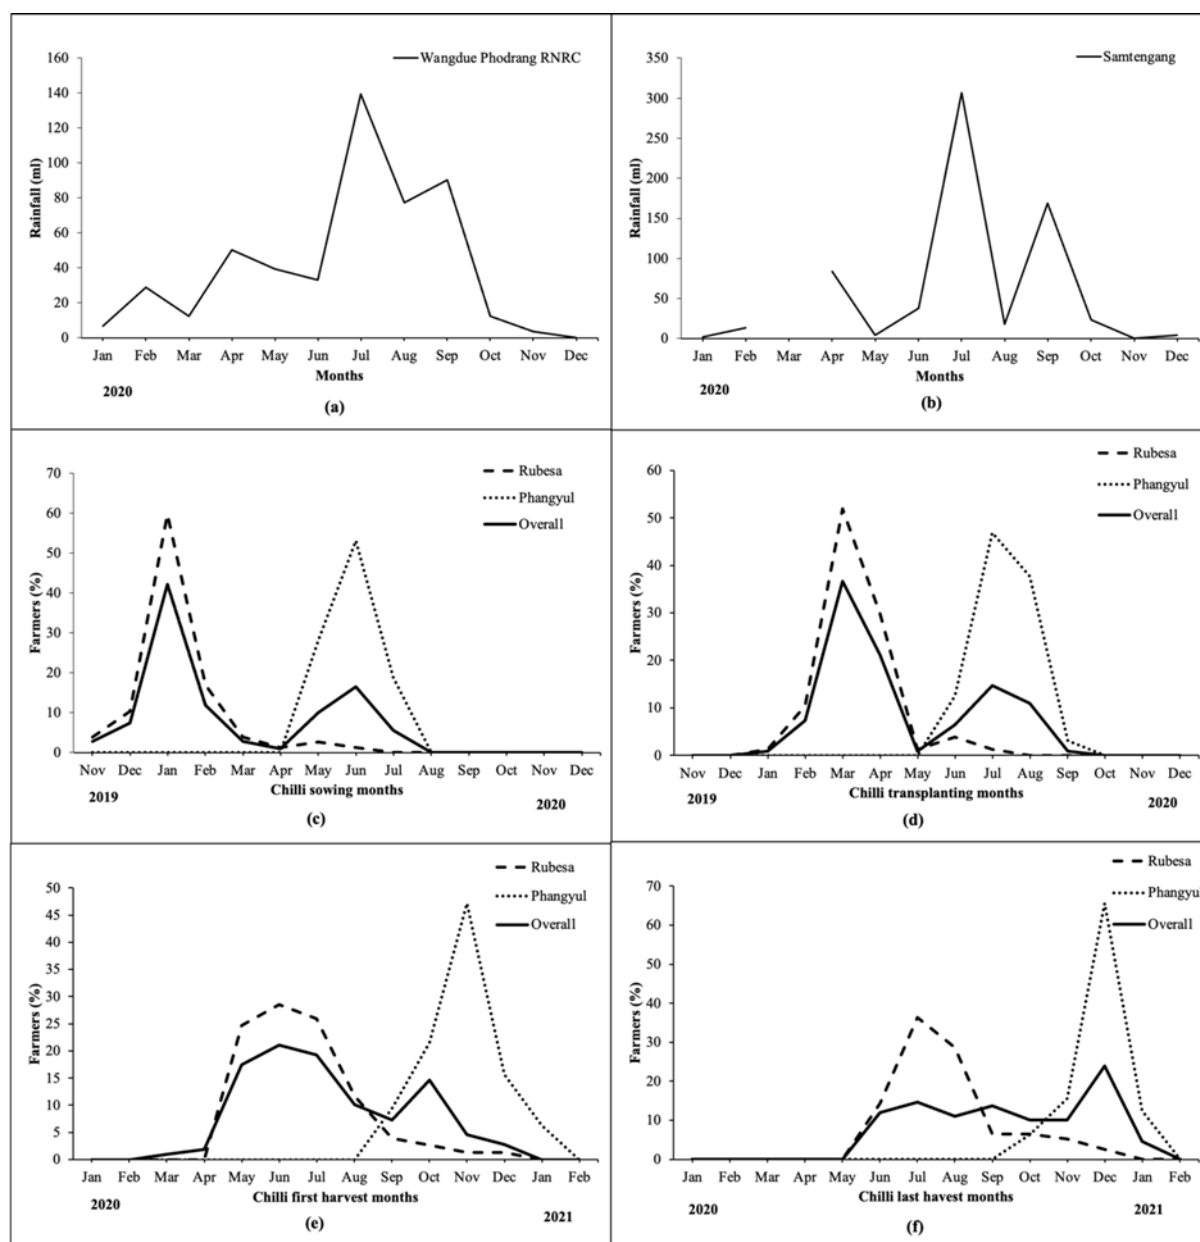 Wangdue Phodrang RNRC
160
140
120
100
80
60
40
20
0
Rainfall (ml)
Jan Feb Mar Apr May Jun Jul Aug Sep Oct Nov Dec
Months
2020
(a)
Samtengang
350
300
250
200
150
100
50
0
Rainfall (ml)
Jan Feb Mar Apr May Jun Jul Aug Sep Oct Nov Dec
Months
2020
(b)
Rubesa
Phangyul
Overall
70
60
50
40
30
20
10
0
Farmers (%)
Nov Dec Jan Feb Mar Apr May Jun Jul Aug Sep Oct Nov Dec
2019 Chilli sowing months 2020
(c)
Rubesa
Phangyul
Overall
60
50
40
30
20
10
0
Farmers (%)
Nov Dec Jan Feb Mar Apr May Jun Jul Aug Sep Oct Nov Dec
2019 Chilli transplanting months 2020
(d)
Rubesa
Phangyul
Overall
50
45
40
35
30
25
20
15
10
5
0
Farmers (%)
Jan Feb Mar Apr May Jun Jul Aug Sep Oct Nov Dec Jan Feb
Chilli first harvest months
2020 2021
(e)
Rubesa
Phangyul
Overall
70
60
50
40
30
20
10
0
Farmers (%)
Jan Feb Mar Apr May Jun Jul Aug Sep Oct Nov Dec Jan Feb
Chilli last havest months
2020 2021
(f)